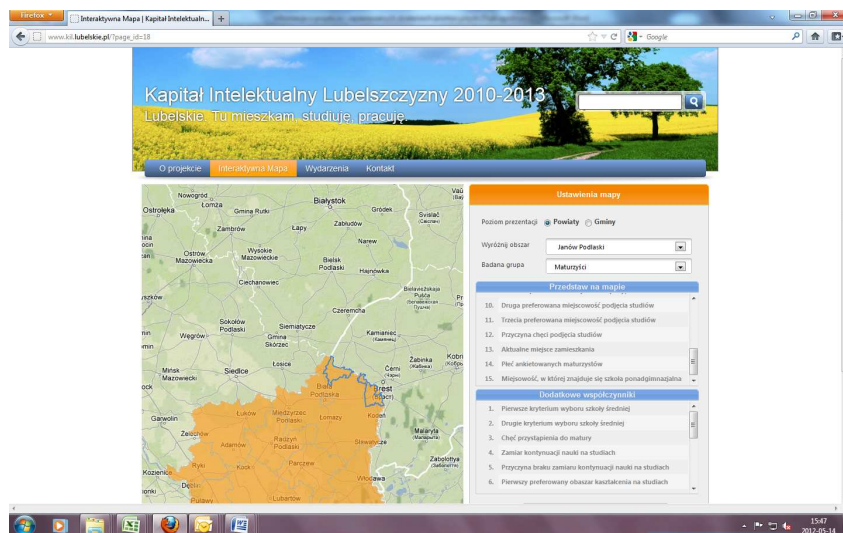 Firefox
Interaktywna Mapa | Kapitał Intelektualn...
www.kil.lubelskie.pl/?page_id=18
Google
Kapitał Intelektualny Lubelszczyzny 2010-2013
Lubelskie. Tu mieszkam, studiuję, pracuję.
O projekcie
Interaktywna Mapa
Wydarzenia
Kontakt
Nowogród
Łomża
Ostrołęka
Gmina Rutki
Białystok
Gródek
Zambrów
Łapy
Zabłudów
Narew
Ostrów
Mazowiecka
Wysokie
Mazowieckie
Bielsk
Podlaski
Hajnówka
Ciechanowiec
Czeremcha
Sokołów
Podlaski
Siemiatycze
Węgrów
Gmina
Skórzec
Kamieniec
Mińsk
Mazowiecki
Siedlce
Łosice
Žabinka
Biała
Podlaska
Brest
Garwolin
Łuków
Międzyrzec
Podlaski
Łomazy
Kodeń
Żelechów
Adamów
Radzyń
Podlaski
Sławatycze
Malaryta
Kozienice
Ryki
Kock
Parczew
Włodawa
Zabolottya
Dęblin
Puławy
Lubartów
Ustawienia mapy
Poziom prezentacji Powiaty Gminy
Wyróżnij obszar Janów Podlaski
Badana grupa Maturzyści
Przedstaw na mapie
10. Druga preferowana miejscowość podjęcia studiów
11. Trzecia preferowana miejscowość podjęcia studiów
12. Przyczyna chęci podjęcia studiów
13. Aktualne miejsce zamieszkania
14. Płeć ankietowanych maturzystów
15. Miejsowość, w której znajduje się szkoła ponadgimnazjalna
Dodatkowe współczynniki
1. Pierwsze kryterium wyboru szkoły średniej
2. Drugie kryterium wyboru szkoły średniej
3. Chęć przystąpienia do matury
4. Zamiar kontynuacji nauki na studiach
5. Przyczyna braku zamiaru kontynuacji nauki na studiach
6. Pierwszy preferowany obaszar kaształcenia na studiach
15:47
2012-05-14